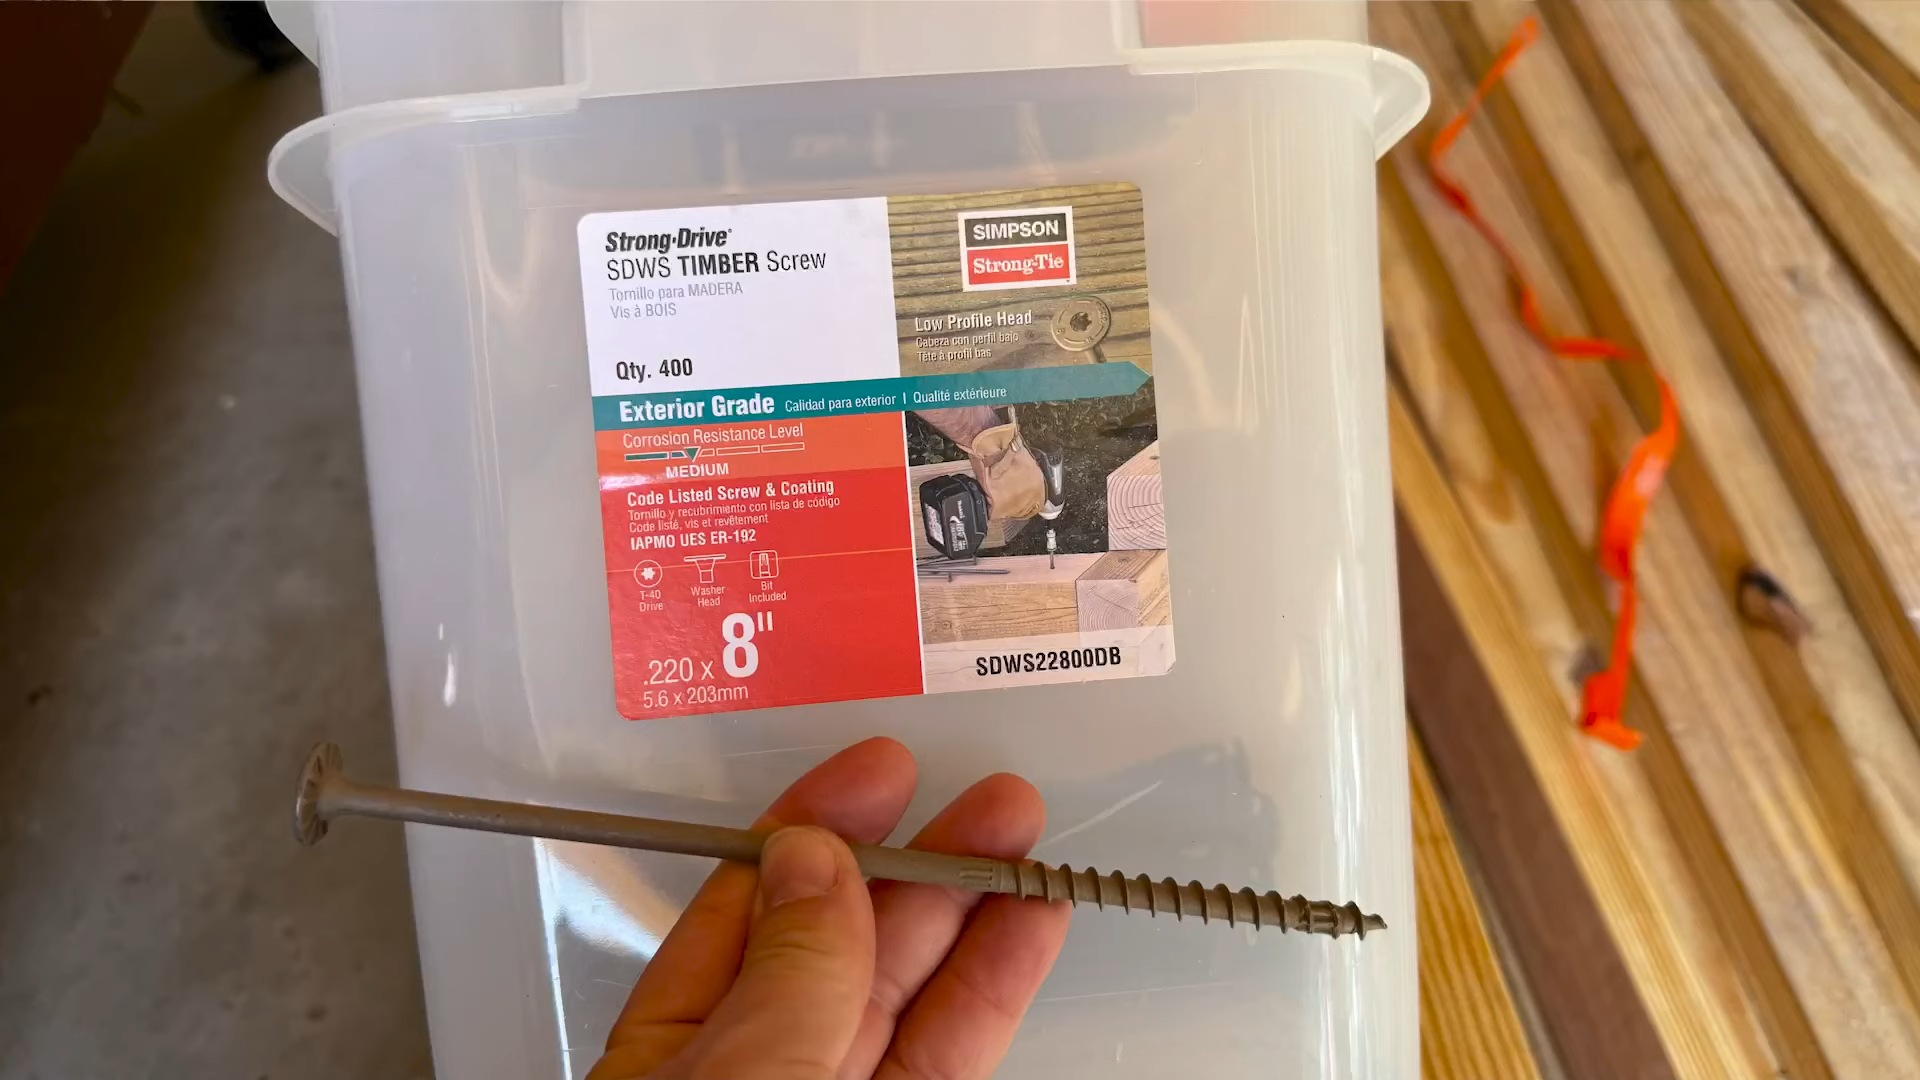 Strong-Drive®
SDWS TIMBER Screw
Tornillo para MADERA
Vis à BOIS
Qty. 400
SIMPSON
Strong-Tie
Low Profile Head
Cabeza con perfil bajo
Tête à profil bas
Exterior Grade Calidad para exterior | Qualité extérieure
Corrosion Resistance Level
MEDIUM
Code Listed Screw & Coating
Tornillo y recubrimiento con lista de código
Code listé, vis et revêtement
IAPMO UES ER-192
T-40
Drive
Washer
Head
Bit
Included
.220 x 8"
5.6 x 203mm
SDWS22800DB